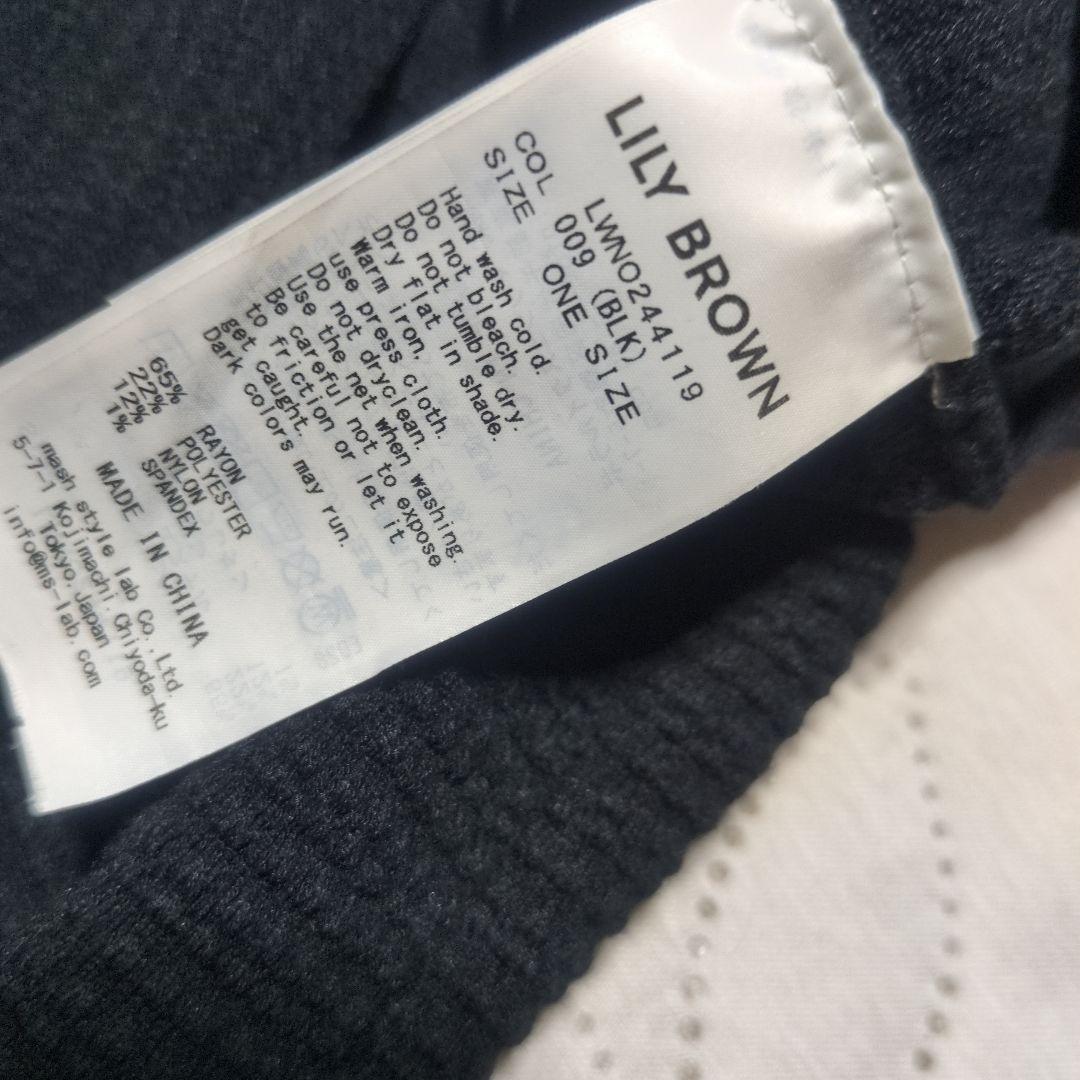 LILY BROWN
LWNO244119
COL 009 (BLK)
SIZE ONE SIZE
Hand wash cold.
Do not bleach.
Do not tumble dry.
Dry flat in shade.
Warm iron.
use press cloth.
Do not dryclean.
Use the net when washing.
Be careful not to expose
to friction or let it
get caught.
Dark colors may run.
65% RAYON
22% POLYESTER
12% NYLON
1% SPANDEX
MADE IN CHINA
mash style lab Co.,Ltd.
5-7-1 Kojimachi,Chiyoda-ku
Tokyo,Japan
info@ms-lab.com